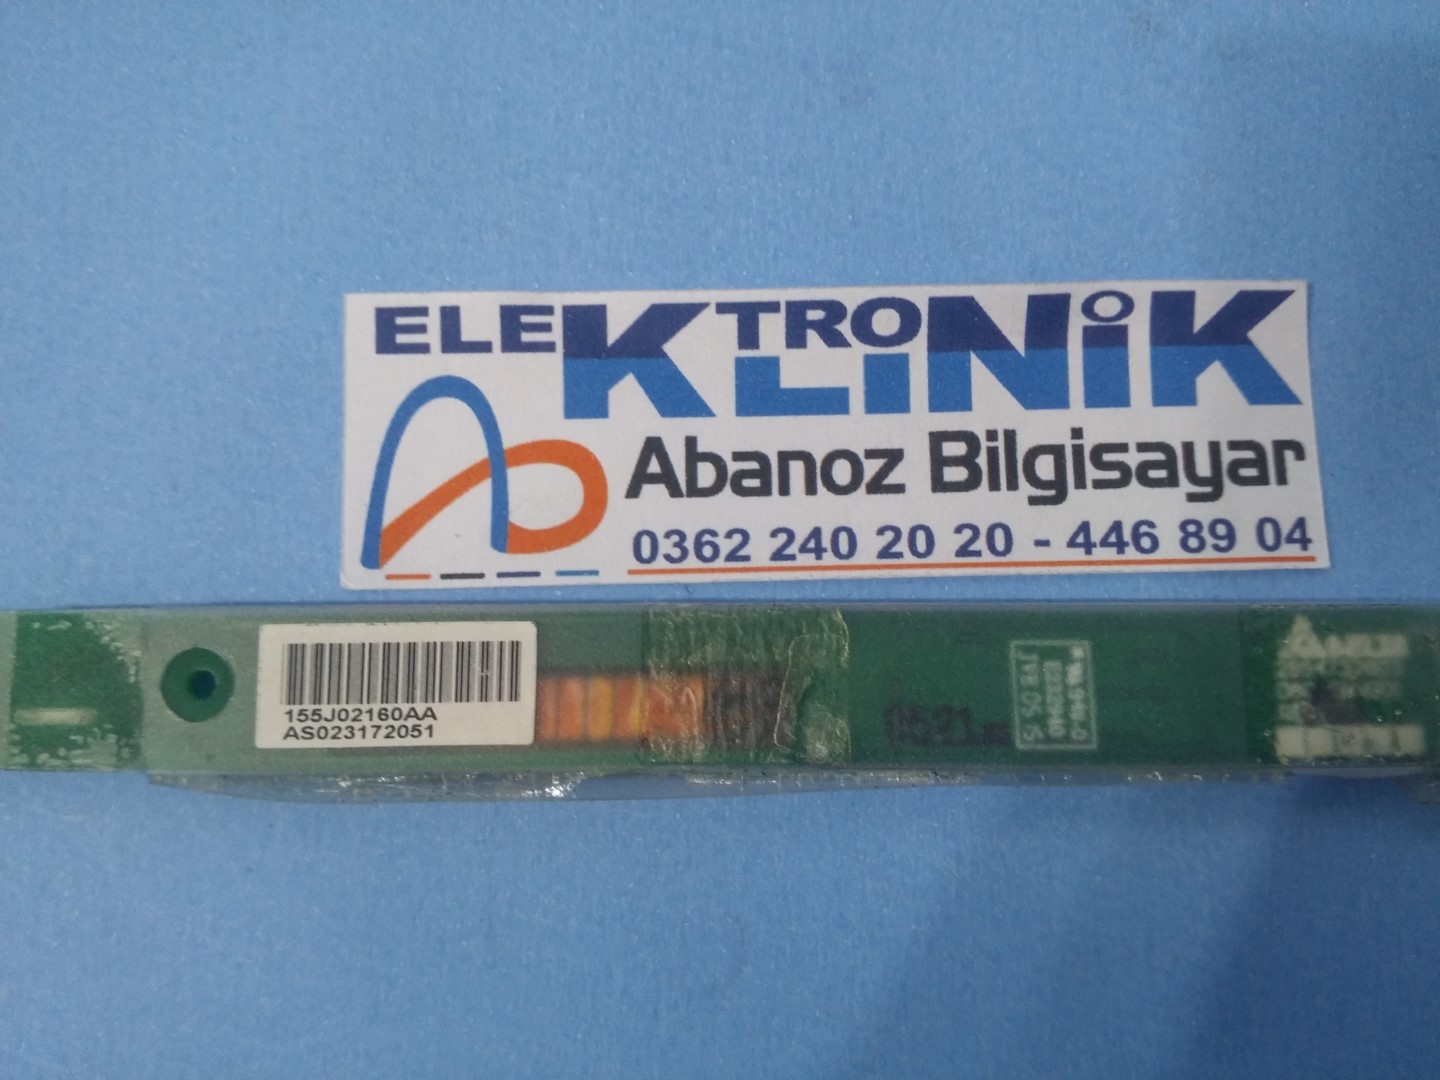 ELEKTRONİK
KLİNİK
Abanoz Bilgisayar
0362 240 20 20 - 446 89 04
155J02160AA
AS023172051